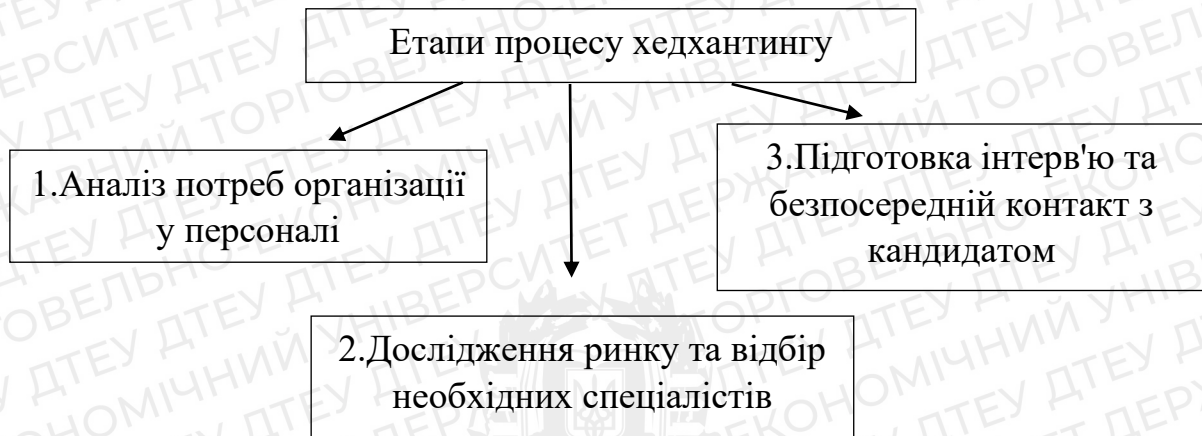 Етапи процесу хедхантингу
1.Аналіз потреб організації
у персоналі
3.Підготовка інтерв'ю та
безпосередній контакт з
кандидатом
2.Дослідження ринку та відбір
необхідних спеціалістів